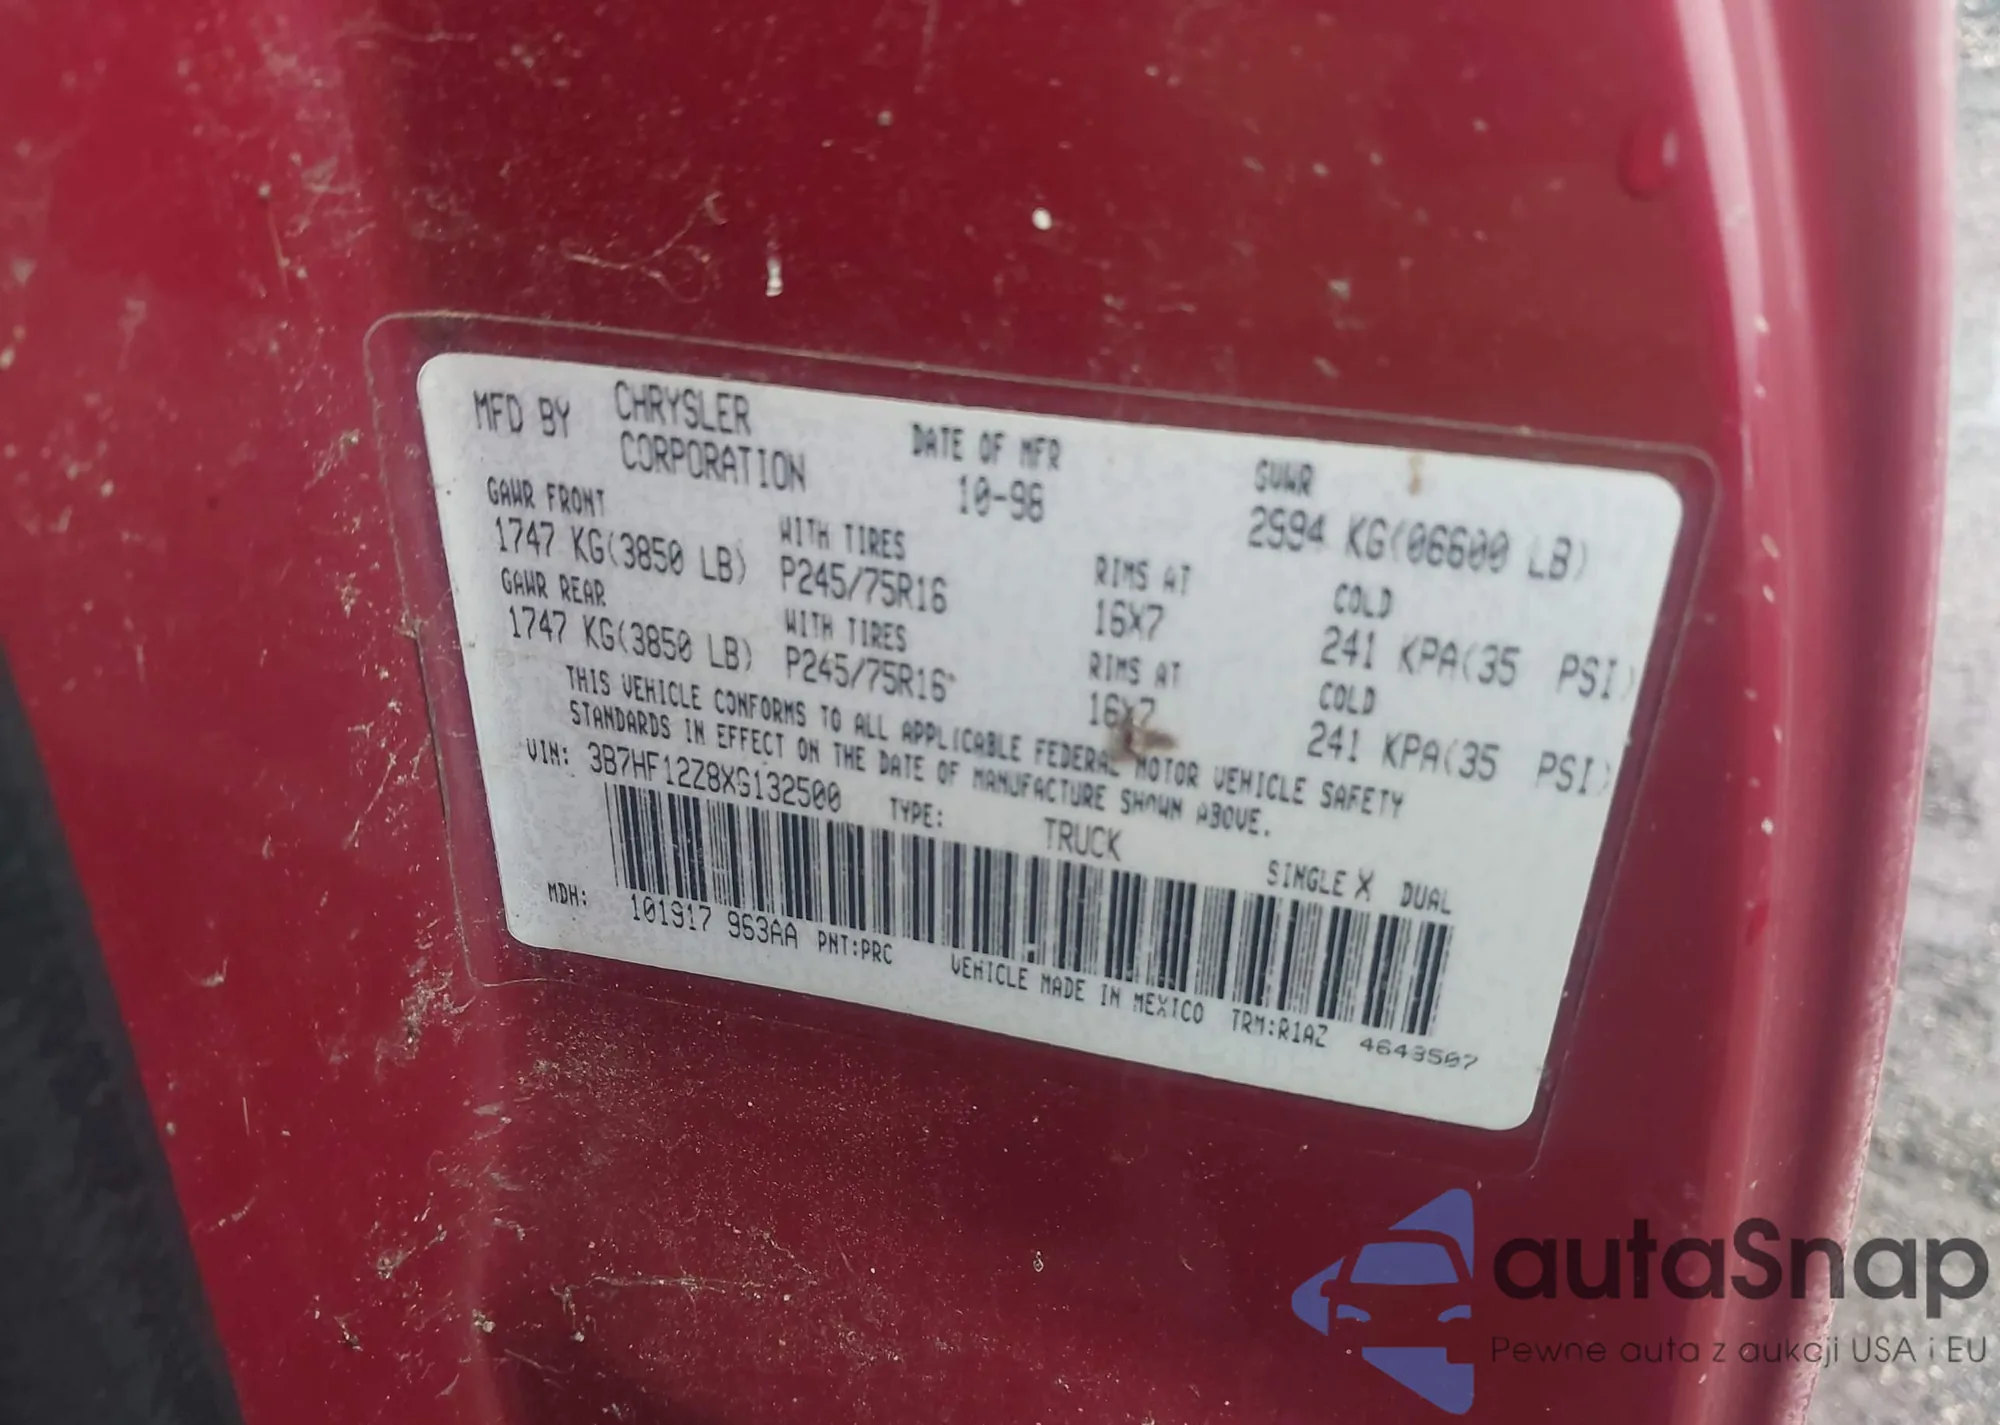 MFD BY CHRYSLER CORPORATION DATE OF MFR 10-98 GVWR 2994 KG(06600 LB)
GAWR FRONT WITH TIRES RIMS AT COLD
1747 KG(3850 LB) P245/75R16 16X7 241 KPA(35 PSI)
GAWR REAR WITH TIRES RIMS AT COLD
1747 KG(3850 LB) P245/75R16 16X7 241 KPA(35 PSI)
THIS VEHICLE CONFORMS TO ALL APPLICABLE FEDERAL MOTOR VEHICLE SAFETY
STANDARDS IN EFFECT ON THE DATE OF MANUFACTURE SHOWN ABOVE.
VIN: 3B7HF12Z8XG132500 TYPE: TRUCK SINGLE X DUAL
MDH: 101917 963AA PNT:PRC VEHICLE MADE IN MEXICO TRM:R1AZ 4643507
autaSnap
Pewne auta z aukcji USA i EU